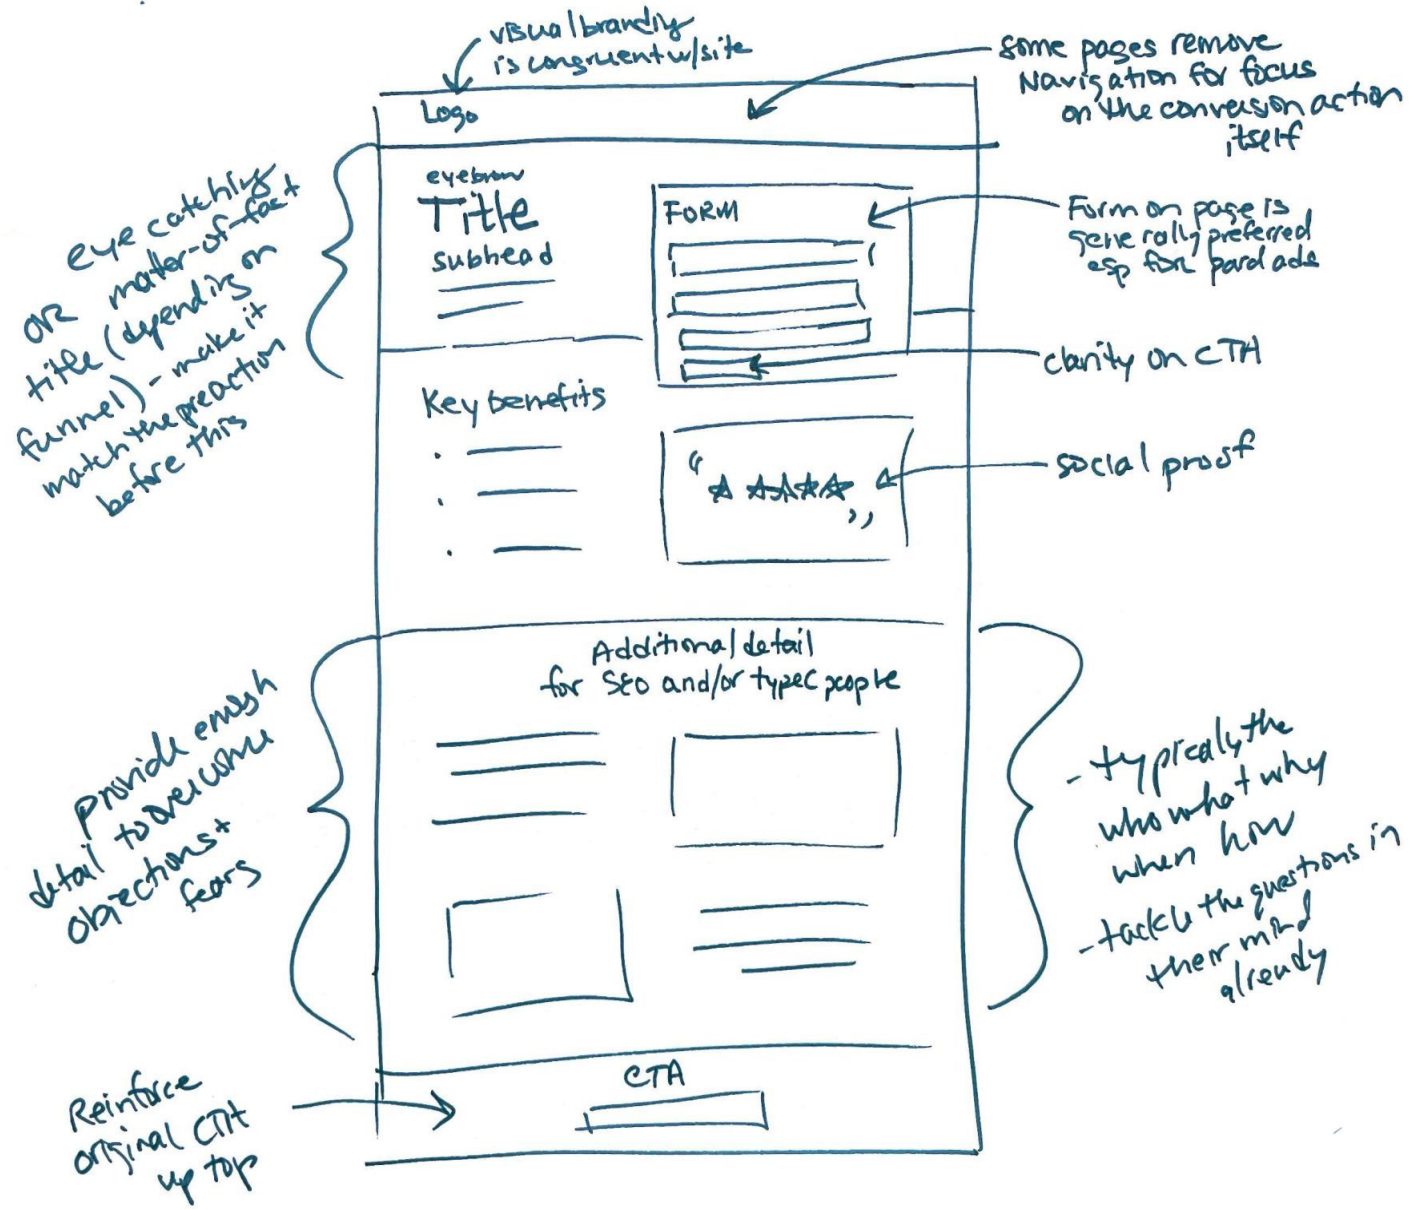 visual branding
is congruent w/site
some pages remove
Navigation for focus
on the conversion action
itself
Logo
eye catching
OR mater-of-fact
title (depending on
funnel) - make it
match the preaction
before this
eyebrow
Title
subhead
FORM
Form on page is
generally preferred
esp for paid ads
clarity on CTA
Key benefits
“
”
social proof
Additional detail
for SEO and/or type C people
provide enough
detail to overcome
objections +
fears
- typically the
who what why
when how
- tackle the questions in
their mind
already
CTA
Reinforce
original CTA
up top